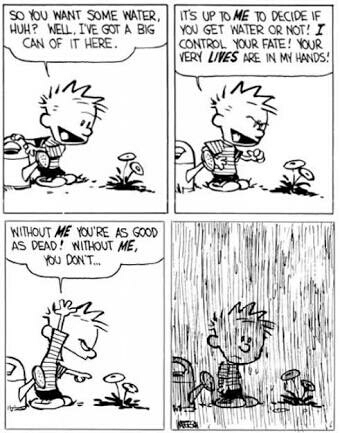 SO YOU WANT SOME WATER,
HUH? WELL, I'VE GOT A BIG
CAN OF IT HERE.
IT'S UP TO ME TO DECIDE IF
YOU GET WATER OR NOT! I
CONTROL YOUR FATE! YOUR
VERY LIVES ARE IN MY HANDS!
WITHOUT ME YOU'RE AS GOOD
AS DEAD! WITHOUT ME,
YOU DON'T...